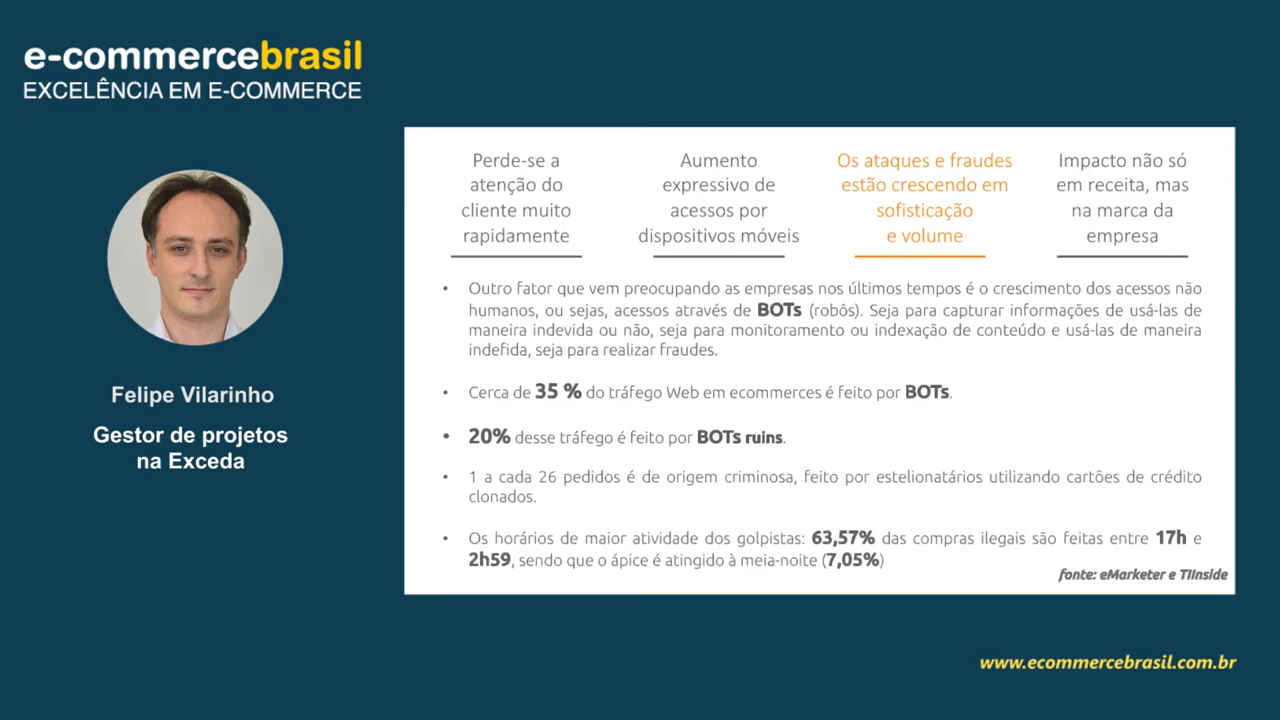 e-commercebrasil
EXCELÊNCIA EM E-COMMERCE
Felipe Vilarinho
Gestor de projetos
na Exceda
Perde-se a
atenção do
cliente muito
rapidamente
Aumento
expressivo de
acessos por
dispositivos móveis
Os ataques e fraudes
estão crescendo em
sofisticação
e volume
Impacto não só
em receita, mas
na marca da
empresa
• Outro fator que vem preocupando as empresas nos últimos tempos é o crescimento dos acessos não
humanos, ou sejas, acessos através de BOTs (robôs). Seja para capturar informações de usá-las de
maneira indevida ou não, seja para monitoramento ou indexação de conteúdo e usá-las de maneira
indefida, seja para realizar fraudes.
• Cerca de 35 % do tráfego Web em ecommerces é feito por BOTs.
• 20% desse tráfego é feito por BOTs ruins.
• 1 a cada 26 pedidos é de origem criminosa, feito por estelionatários utilizando cartões de crédito
clonados.
• Os horários de maior atividade dos golpistas: 63,57% das compras ilegais são feitas entre 17h e
2h59, sendo que o ápice é atingido à meia-noite (7,05%)
fonte: eMarketer e TIInside
www.ecommercebrasil.com.br